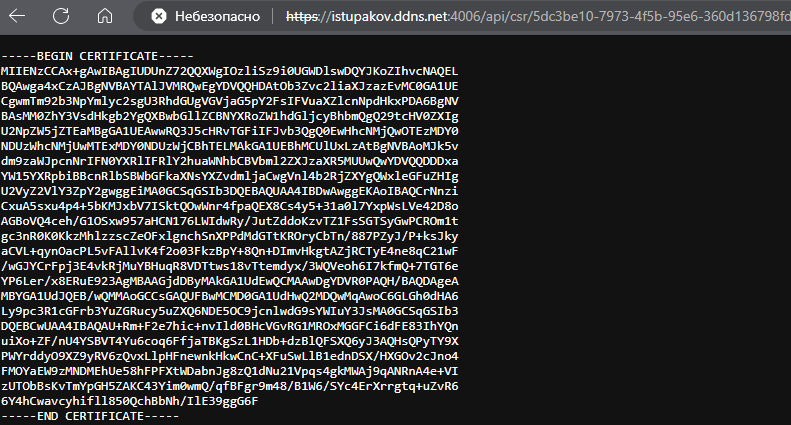 Небезопасно
https://istupakov.ddns.net:4006/api/csr/5dc3be10-7973-4f5b-95e6-360d136798fd
-----BEGIN CERTIFICATE-----
MIIENzCCAx+gAwIBAgIUDUnZ72QQXWgIOzliSz9i0UGWDlswDQYJKoZIhvcNAQEL
BQAwga4xCzAJBgNVBAYTAlJVMRQwEgYDVQQHDAtOb3Zvc2liaXJzazEvMC0GA1UE
CgwmTm92b3NpYmlyc2sgU3RhdGUgVGVjaG5pY2FsIFVuaXZlcnNpdHkxPDA6BgNV
BAsMM0ZhY3VsdHkgb2YgQXBwbGllZCBNYXRoZW1hdGljcyBhbmQgQ29tcHV0ZXIg
U2NpZW5jZTEaMBgGA1UEAwwRQ3J5cHRvTGFiIFJvb3QgQ0EwHhcNMjQwOTEzMDY0
NDUzWhcNMjUwMTExMDY0NDUzWjCBhTELMAkGA1UEBhMCUlUxLzAtBgNVBAoMJk5v
dm9zaWJpcnNrIFN0YXRlIFRlY2huaWNhbCBVbml2ZXJzaXR5MUUwQwYDVQQDDDxa
YW15YXRpbiBBcnRlbSBWbGFkaXNsYXZvdmljaCwgVnl4b2RjZXYgQWxleGFuZHIg
U2VyZ2VlY3ZpY2gwggEiMA0GCSqGSIb3DQEBAQUAA4IBDwAwggEKAoIBAQCrNnzi
CxuA5sxu4p4+5bKMJxbV7ISktQOwWnr4fpaQEX8Cs4y5+31a0l7YxpWsLVe42D8o
AGBoVQ4ceh/G1OSxw957aHCN176LWIdwRy/JutZddoKzvTZ1FsSGTSyGwPCROm1t
gc3nR0K0KkzMhlzzscZeOFxlgnchSnXPPdMdGTtKROryCbTn/887PZyJ/P+ksJky
aCVL+qynOacPL5vFAllvK4f2o03FkzBpY+8Qn+DImvHkgtAZjRCTyE4ne8qC21wF
/wGJYCrFpj3E4vkRjMuYBHuqR8VDTtws18vTtemdyx/3WQVeoh6I7kfmQ+7TGT6e
YP6Ler/x8ERuE923AgMBAAGjdDByMAkGA1UdEwQCMAAwDgYDVR0PAQH/BAQDAgeA
MBYGA1UdJQEB/wQMMAoGCCsGAQUFBwMCMD0GA1UdHwQ2MDQwMqAwoC6GLGh0dHA6
Ly9pc3R1cGFrb3YuZGRucy5uZXQ6NDE5OC9jcnlwdG9sYWIuY3JsMA0GCSqGSIb3
DQEBCwUAA4IBAQAU+Rm+F2e7hic+nvIld0BHcVGvRG1MROxMGGFCi6dFE83IhYQn
uiXo+ZF/nU4YSBVT4Yu6coq6FfjaTBKgSzL1HDb+dzBlQFSXQ6yJ3AQHsQPyTY9X
PWYrddyO9XZ9yRV6zQvxLlpHFnewnkHkwCnC+XFuSwLlB1ednDSX/HXGOv2cJno4
FMOYaEW9zMNDMEhUe58hFPFXtWDabnJg8zQ1dNu21Vpqs4gkMWAj9qANRnA4e+VI
zUTObBsKvTmYpGH5ZAKC43Yim0wmQ/qfBFgr9m48/B1W6/SYc4ErXrrgtq+uZvR6
6Y4hCwavcyhifll850QchBbNh/IlE39ggG6F
-----END CERTIFICATE-----